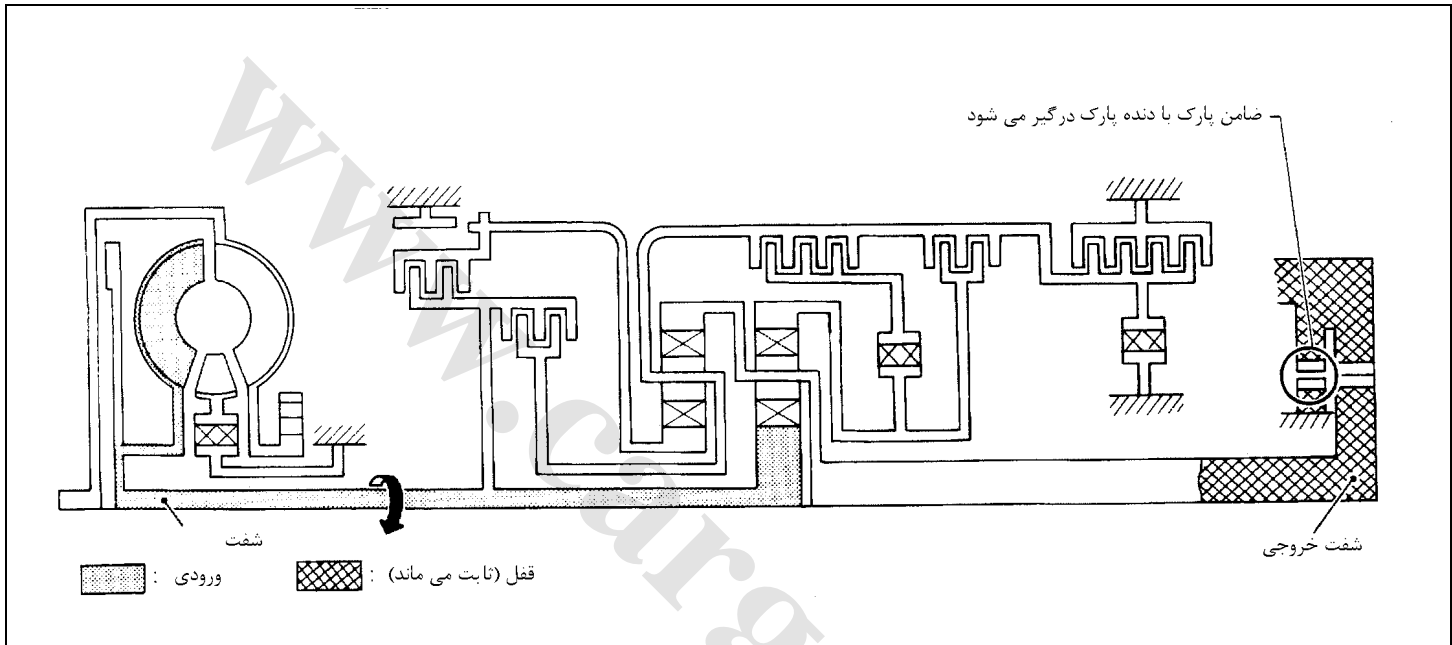 ضامن پارک با دنده پارک درگیر می شود
شفت
شفت خروجی
ورودی :
قفل (ثابت می ماند) :
www.carg